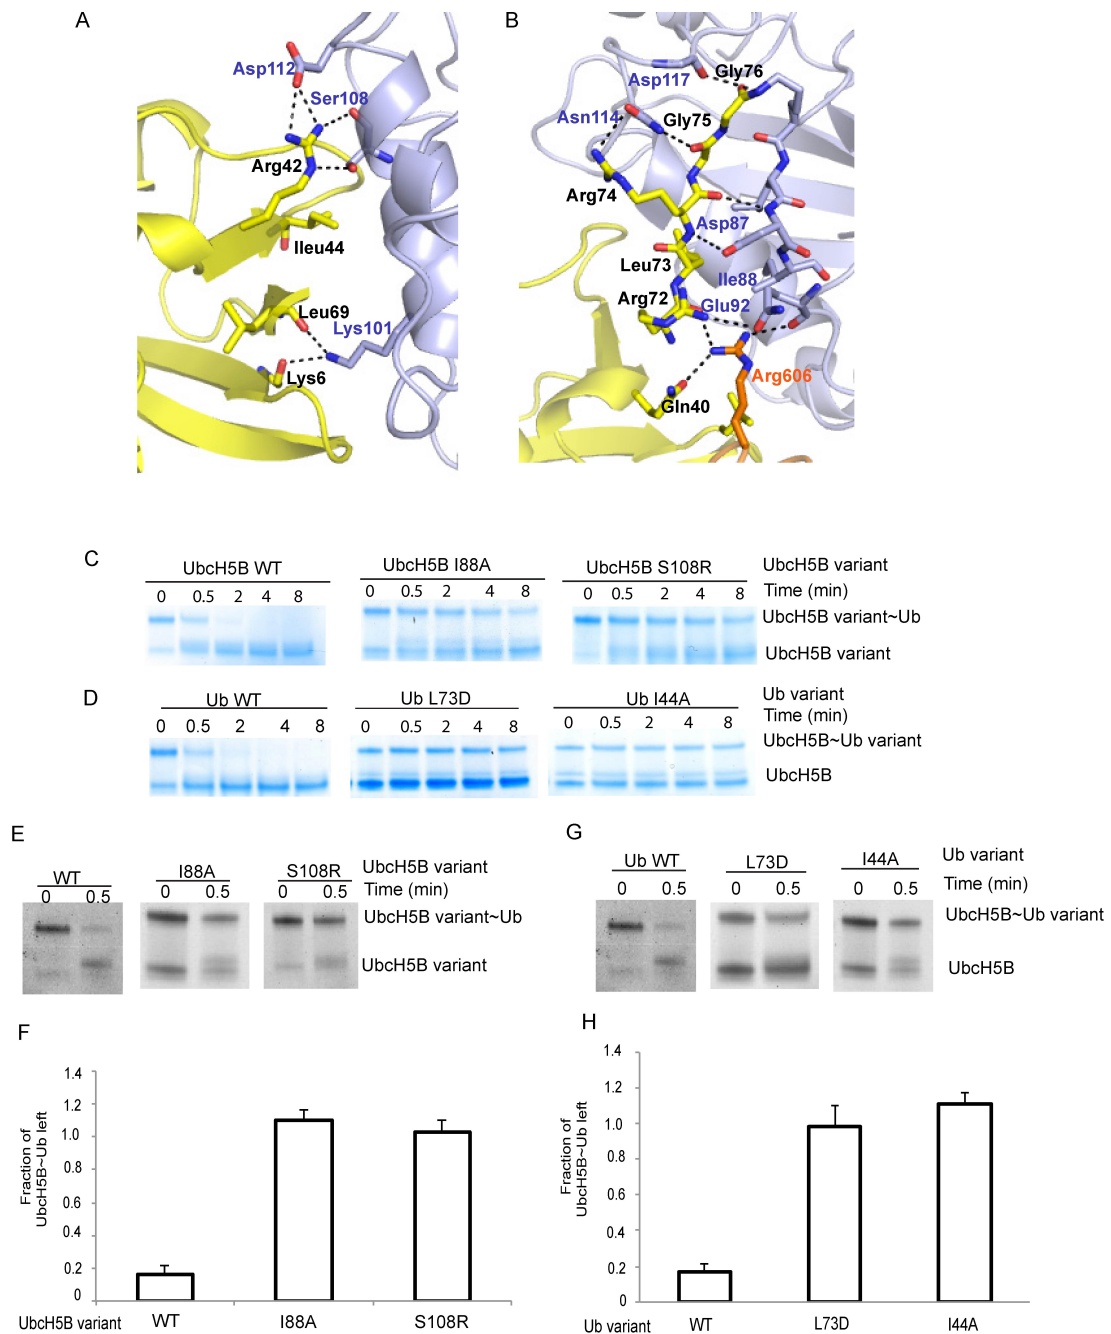 A
Asp112
Ser108
Arg42
Ileu44
Leu69
Lys101
Lys6
B
Asp117
Gly76
Asn114
Gly75
Arg74
Asp87
Leu73
Ile88
Arg72
Glu92
Arg606
Gln40
C
UbcH5B WT
UbcH5B I88A
UbcH5B S108R
UbcH5B variant
0 0.5 2 4 8
0 0.5 2 4 8
0 0.5 2 4 8
Time (min)
UbcH5B variant~Ub
UbcH5B variant
D
Ub WT
Ub L73D
Ub I44A
Ub variant
0 0.5 2 4 8
0 0.5 2 4 8
0 0.5 2 4 8
Time (min)
UbcH5B~Ub variant
UbcH5B
E
WT
I88A
S108R
UbcH5B variant
0 0.5
0 0.5
0 0.5
Time (min)
UbcH5B variant~Ub
UbcH5B variant
G
Ub WT
L73D
I44A
Ub variant
0 0.5
0 0.5
0 0.5
Time (min)
UbcH5B~Ub variant
UbcH5B
F
Fraction of
UbcH5B~Ub left
1.4
1.2
1.0
0.8
0.6
0.4
0.2
0
UbcH5B variant
WT
I88A
S108R
H
Fraction of
UbcH5B~Ub left
1.4
1.2
1.0
0.8
0.6
0.4
0.2
0
Ub variant
WT
L73D
I44A